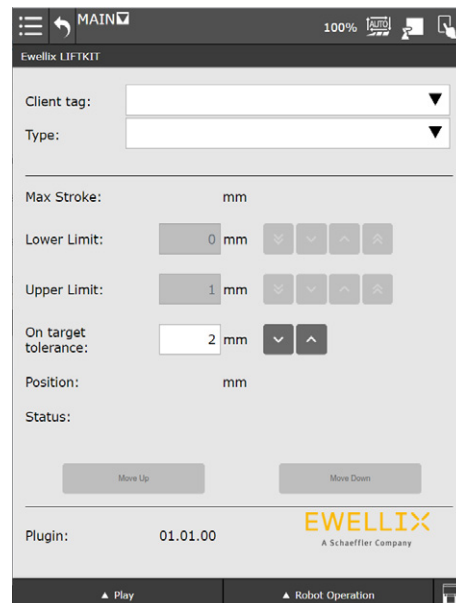 MAIN
100% AUTO
Ewellix LIFTKIT
Client tag:
Type:
Max Stroke: mm
Lower Limit: 0 mm
Upper Limit: 1 mm
On target
tolerance: 2 mm
Position: mm
Status:
Move Up Move Down
EWELLIX
A Schaeffler Company
Plugin: 01.01.00
▲ Play ▲ Robot Operation